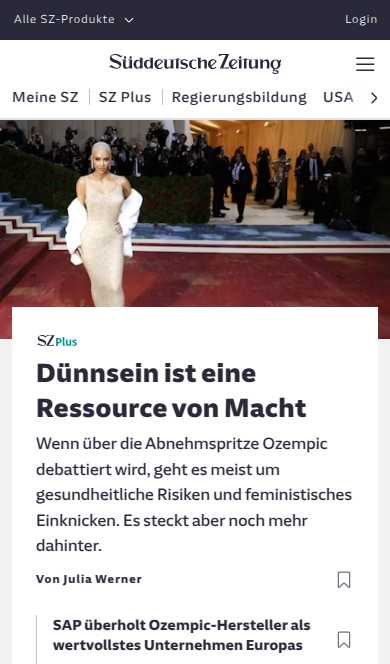 Alle SZ-Produkte
Login
Süddeutsche Zeitung
Meine SZ
SZ Plus
Regierungsbildung
USA
SZ Plus
Dünnsein ist eine
Ressource von Macht
Wenn über die Abnehmspritze Ozempic
debattiert wird, geht es meist um
gesundheitliche Risiken und feministisches
Einknicken. Es steckt aber noch mehr
dahinter.
Von Julia Werner
SAP überholt Ozempic-Hersteller als
wertvollstes Unternehmen Europas